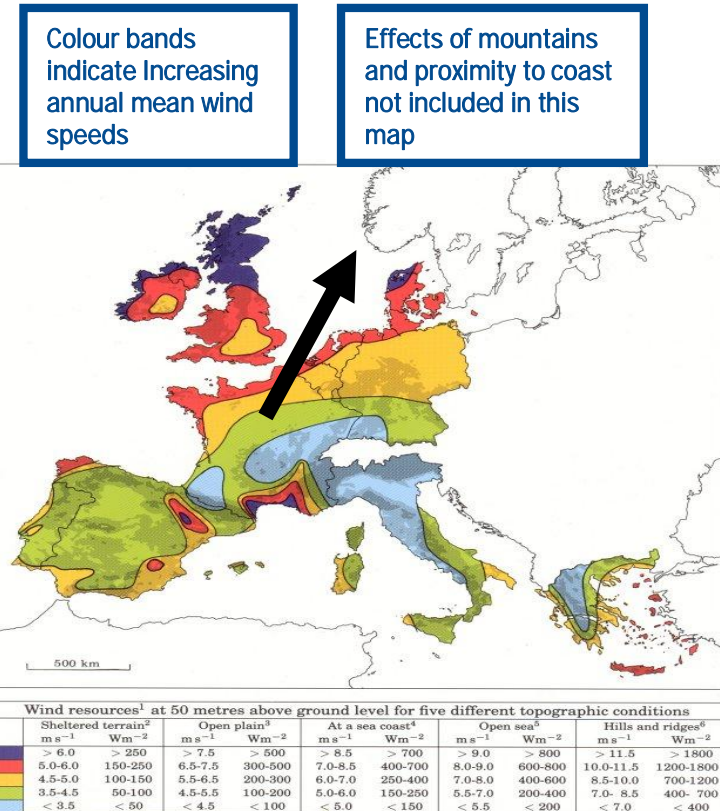 Colour bands
indicate Increasing
annual mean wind
speeds
Effects of mountains
and proximity to coast
not included in this
map
500 km
Wind resources¹ at 50 metres above ground level for five different topographic conditions
Sheltered terrain² Open plain³ At a sea coast⁴ Open sea⁵ Hills and ridges⁶
m s⁻¹ Wm⁻² m s⁻¹ Wm⁻² m s⁻¹ Wm⁻² m s⁻¹ Wm⁻² m s⁻¹ Wm⁻²
> 6.0 > 250 > 7.5 > 500 > 8.5 > 700 > 9.0 > 800 > 11.5 > 1800
5.0-6.0 150-250 6.5-7.5 300-500 7.0-8.5 400-700 8.0-9.0 600-800 10.0-11.5 1200-1800
4.5-5.0 100-150 5.5-6.5 200-300 6.0-7.0 250-400 7.0-8.0 400-600 8.5-10.0 700-1200
3.5-4.5 50-100 4.5-5.5 100-200 5.0-6.0 150-250 5.5-7.0 200-400 7.0- 8.5 400- 700
< 3.5 < 50 < 4.5 < 100 < 5.0 < 150 < 5.5 < 200 < 7.0 < 400